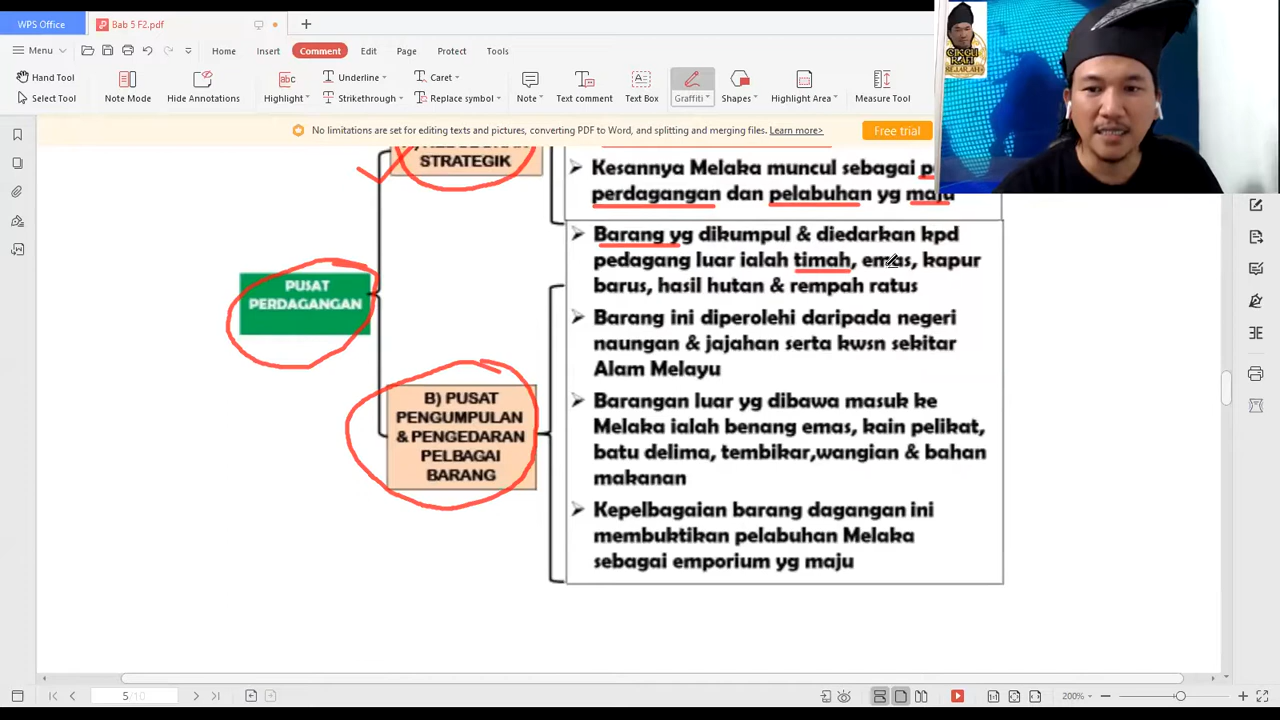 WPS Office
Bab 5 F2.pdf
Menu
Home
Insert
Comment
Edit
Page
Protect
Tools
Hand Tool
Select Tool
Note Mode
Hide Annotations
Highlight
Underline
Strikethrough
Caret
Replace symbol
Note
Text comment
Text Box
Graffiti
Shapes
Highlight Area
Measure Tool
No limitations are set for editing texts and pictures, converting PDF to Word, and splitting and merging files. Learn more>
Free trial
CIKGU
RAFI
SEJARAH
STRATEGIK
Kesannya Melaka muncul sebagai
perdagangan dan pelabuhan yg maju
PUSAT
PERDAGANGAN
B) PUSAT
PENGUMPULAN
& PENGEDARAN
PELBAGAI
BARANG
Barang yg dikumpul & diedarkan kpd
pedagang luar ialah timah, emas, kapur
barus, hasil hutan & rempah ratus
Barang ini diperolehi daripada negeri
naungan & jajahan serta kwsn sekitar
Alam Melayu
Barangan luar yg dibawa masuk ke
Melaka ialah benang emas, kain pelikat,
batu delima, tembikar,wangian & bahan
makanan
Kepelbagaian barang dagangan ini
membuktikan pelabuhan Melaka
sebagai emporium yg maju
5/120
200%